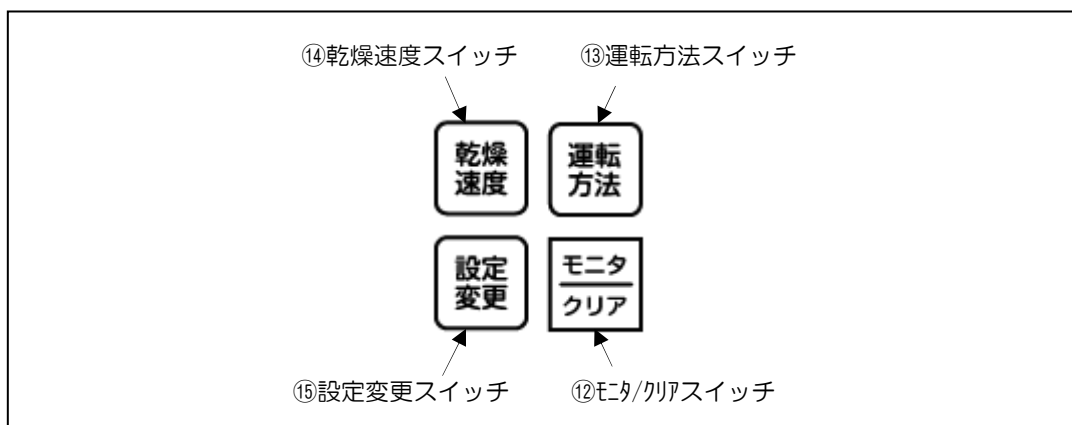 ⑭乾燥速度スイッチ
⑬運転方法スイッチ
乾燥
速度
運転
方法
設定
変更
モニタ
クリア
⑮設定変更スイッチ
⑫ﾓﾆﾀ/ｸﾘｱスイッチ